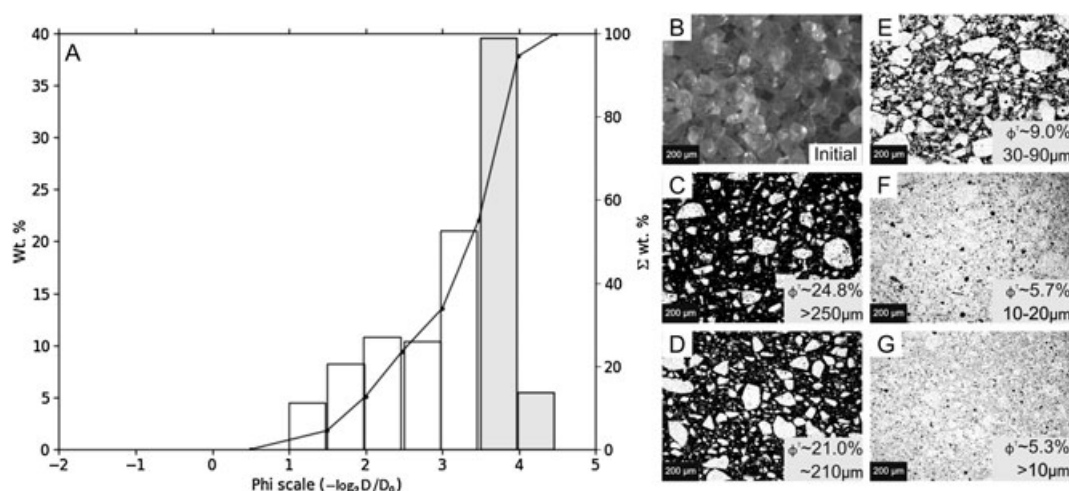 A
40
35
30
25
20
15
10
5
0
Wt. %
100
80
60
40
20
0
Σ wt. %
−2 −1 0 1 2 3 4 5
Phi scale (−log₂D/D₀)
B
200 µm
Initial
C
200 µm
ϕ'~24.8%
>250µm
D
200 µm
ϕ'~21.0%
~210µm
E
200 µm
ϕ'~9.0%
30-90µm
F
200 µm
ϕ'~5.7%
10-20µm
G
200 µm
ϕ'~5.3%
>10µm